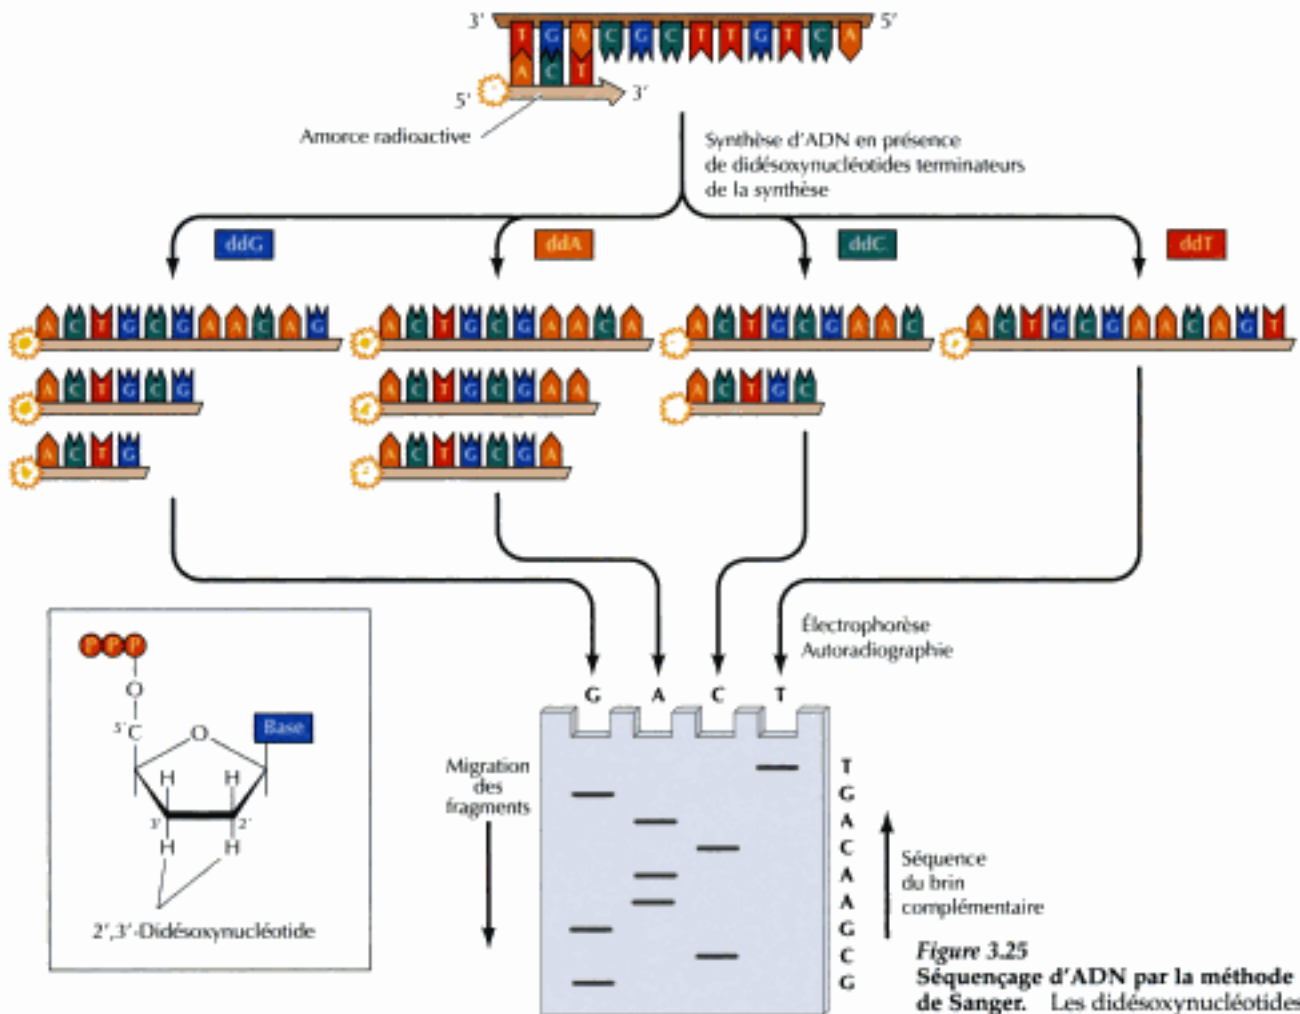 3' 5'
T G A C G C T T G T C A
A C T
5' 3'
Amorce radioactive
Synthèse d'ADN en présence
de didésoxynucléotides terminateurs
de la synthèse
ddG ddA ddC ddT
A C T G C G A A C A G
A C T G C G A A C A
A C T G C G A A C
A C T G C G A A C A G T
A C T G C G
A C T G C G A A
A C T G C
A C T G
A C T G C G A
Électrophorèse
Autoradiographie
G A C T
P P P
O
5' C
O
Base
H H
3' 2'
H H
2',3'-Didésoxynucléotide
Migration
des
fragments
T
G
A
C
A
A
G
C
G
Séquence
du brin
complémentaire
Figure 3.25
Séquençage d'ADN par la méthode
de Sanger. Les didésoxynucléotides